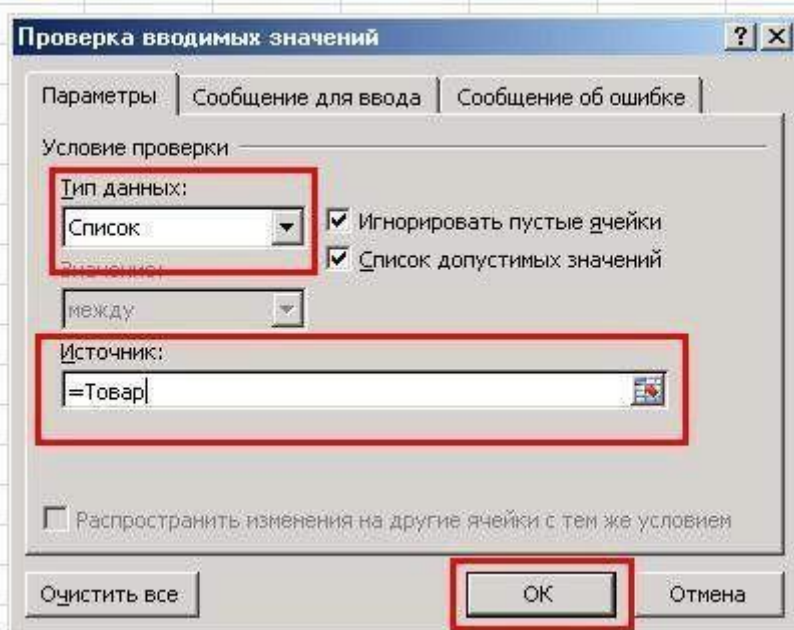 Проверка вводимых значений
Параметры
Сообщение для ввода
Сообщение об ошибке
Условие проверки
Тип данных:
Список
Игнорировать пустые ячейки
Список допустимых значений
Значение:
между
Источник:
=Товар
Распространить изменения на другие ячейки с тем же условием
Очистить все
ОК
Отмена